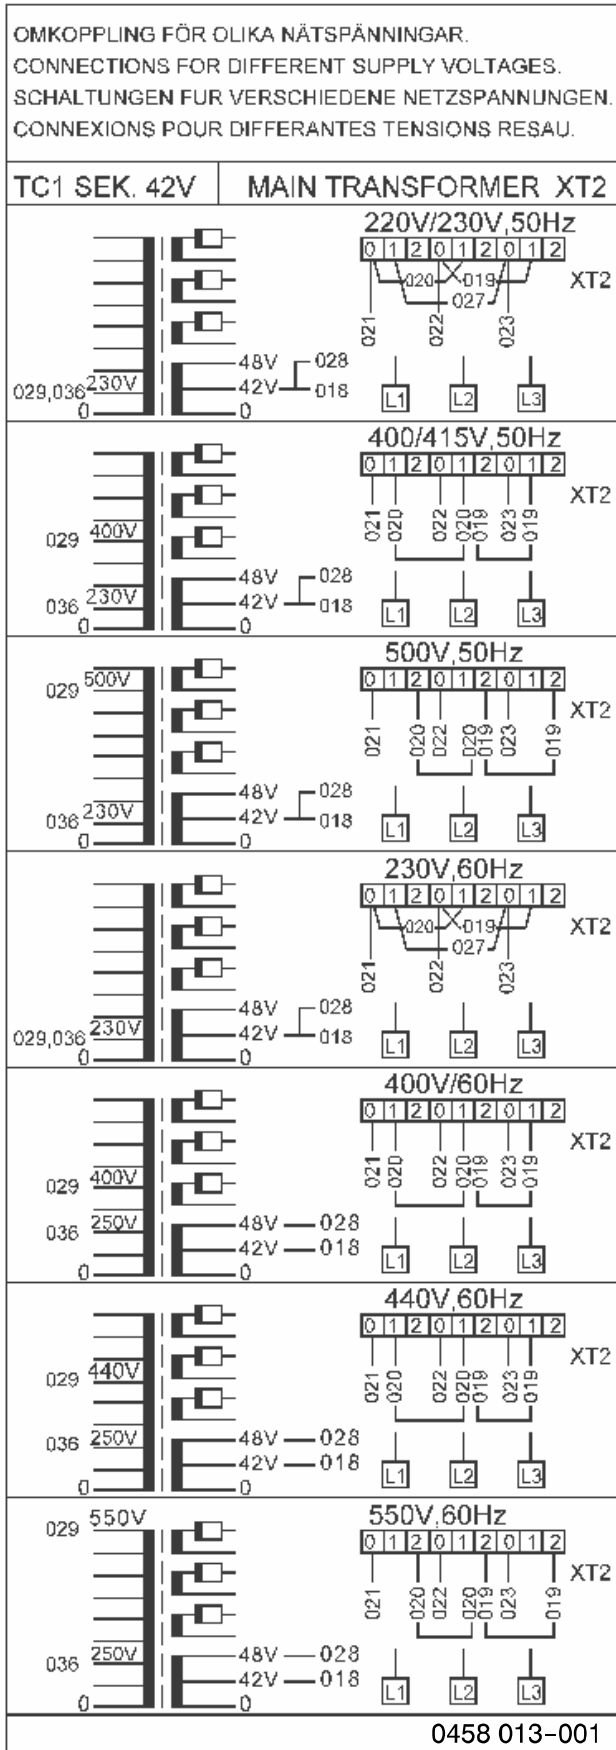 OMKOPPLING FÖR OLIKA NÄTSPÄNNINGAR.
CONNECTIONS FOR DIFFERENT SUPPLY VOLTAGES.
SCHALTUNGEN FUR VERSCHIEDENE NETZSPANNUNGEN.
CONNEXIONS POUR DIFFERANTES TENSIONS RESAU.
TC1 SEK. 42V MAIN TRANSFORMER XT2
220V/230V,50Hz
0 1 2 0 1 2 0 1 2
XT2
020 019
027
021 022 023
48V 028
029,036 230V 42V 018
0 0
L1 L2 L3
400/415V,50Hz
0 1 2 0 1 2 0 1 2
XT2
021 020 022 020 019 023 019
029 400V
48V 028
036 230V 42V 018
0 0
L1 L2 L3
500V,50Hz
0 1 2 0 1 2 0 1 2
029 500V
XT2
021 020 022 020 019 023 019
48V 028
036 230V 42V 018
0 0
L1 L2 L3
230V,60Hz
0 1 2 0 1 2 0 1 2
XT2
020 019
027
021 022 023
48V 028
029,036 230V 42V 018
0 0
L1 L2 L3
400V/60Hz
0 1 2 0 1 2 0 1 2
XT2
021 020 022 020 019 023 019
029 400V
036 250V 48V 028
42V 018
0 0
L1 L2 L3
440V,60Hz
0 1 2 0 1 2 0 1 2
XT2
029 440V
021 020 022 020 019 023 019
036 250V 48V 028
42V 018
0 0
L1 L2 L3
550V,60Hz
029 550V
0 1 2 0 1 2 0 1 2
XT2
021 020 022 020 019 023 019
036 250V 48V 028
42V 018
0 0
L1 L2 L3
0458 013-001